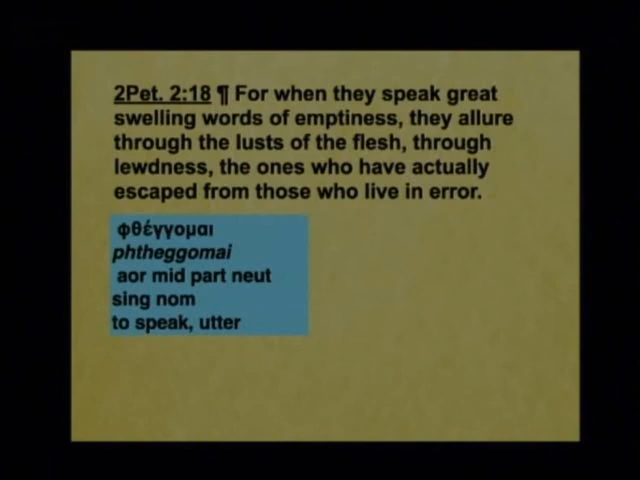 2Pet. 2:18 ¶ For when they speak great
swelling words of emptiness, they allure
through the lusts of the flesh, through
lewdness, the ones who have actually
escaped from those who live in error.
φθέγγομαι
phtheggomai
aor mid part neut
sing nom
to speak, utter